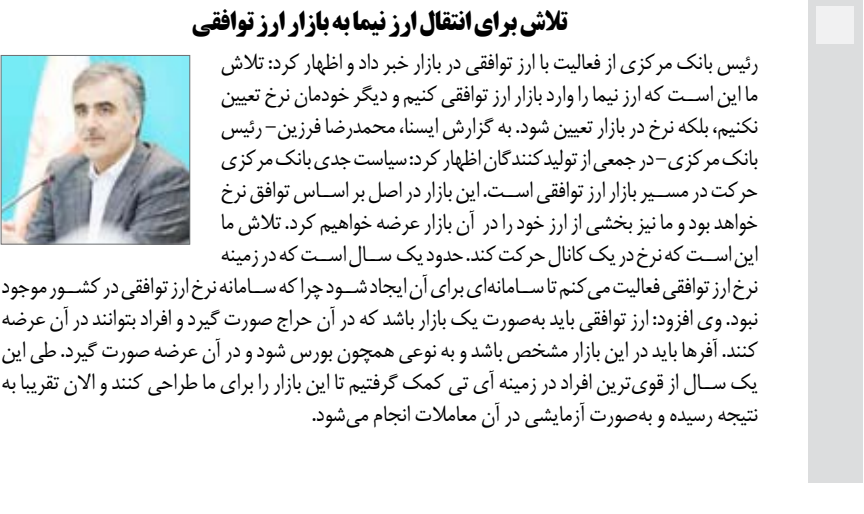 تلاش برای انتقال ارز نیما به بازار ارز توافقی
رئیس بانک مرکزی از فعالیت با ارز توافقی در بازار خبر داد و اظهار کرد: تلاش
ما این است که ارز نیما را وارد بازار ارز توافقی کنیم و دیگر خودمان نرخ تعیین
نکنیم، بلکه نرخ در بازار تعیین شود. به گزارش ایسنا، محمدرضا فرزین– رئیس
بانک مرکزی –در جمعی از تولیدکنندگان اظهار کرد: سیاست جدی بانک مرکزی
حرکت در مسیر بازار ارز توافقی است. این بازار در اصل بر اساس توافق نرخ
خواهد بود و ما نیز بخشی از ارز خود را در آن بازار عرضه خواهیم کرد. تلاش ما
این است که نرخ در یک کانال حرکت کند. حدود یک سال است که در زمینه
نرخ ارز توافقی فعالیت می‌کنم تا سامانه‌ای برای آن ایجاد شود چرا که سامانه نرخ ارز توافقی در کشور موجود
نبود. وی افزود: ارز توافقی باید به‌صورت یک بازار باشد که در آن حراج صورت گیرد و افراد بتوانند در آن عرضه
کنند. آفرها باید در این بازار مشخص باشد و به نوعی همچون بورس شود و در آن عرضه صورت گیرد. طی این
یک سال از قوی‌ترین افراد در زمینه آی تی کمک گرفتیم تا این بازار را برای ما طراحی کنند و الان تقریبا به
نتیجه رسیده و به‌صورت آزمایشی در آن معاملات انجام می‌شود.